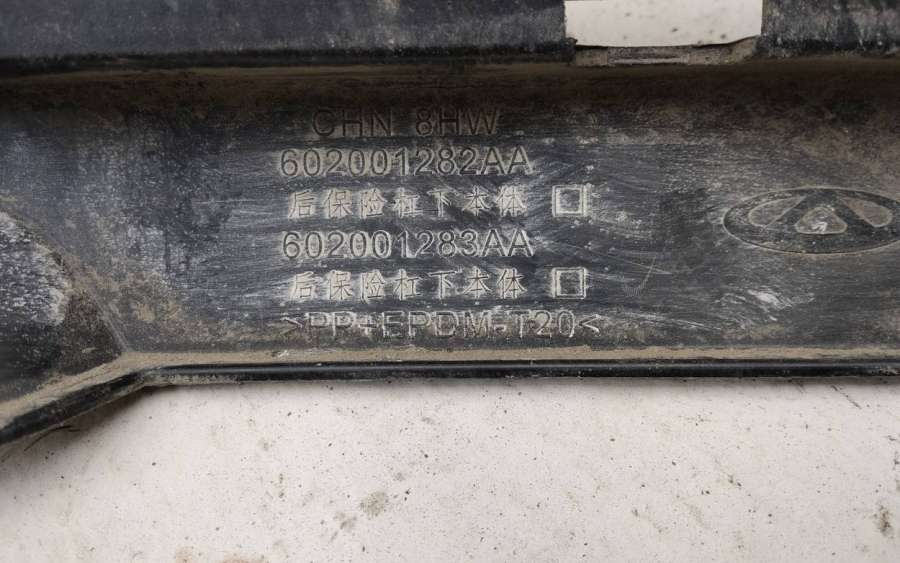 CHN 8HW
602001282AA
后保险杠下本体 □
602001283AA
后保险杠下本体 □
>PP+EPDM-T20<